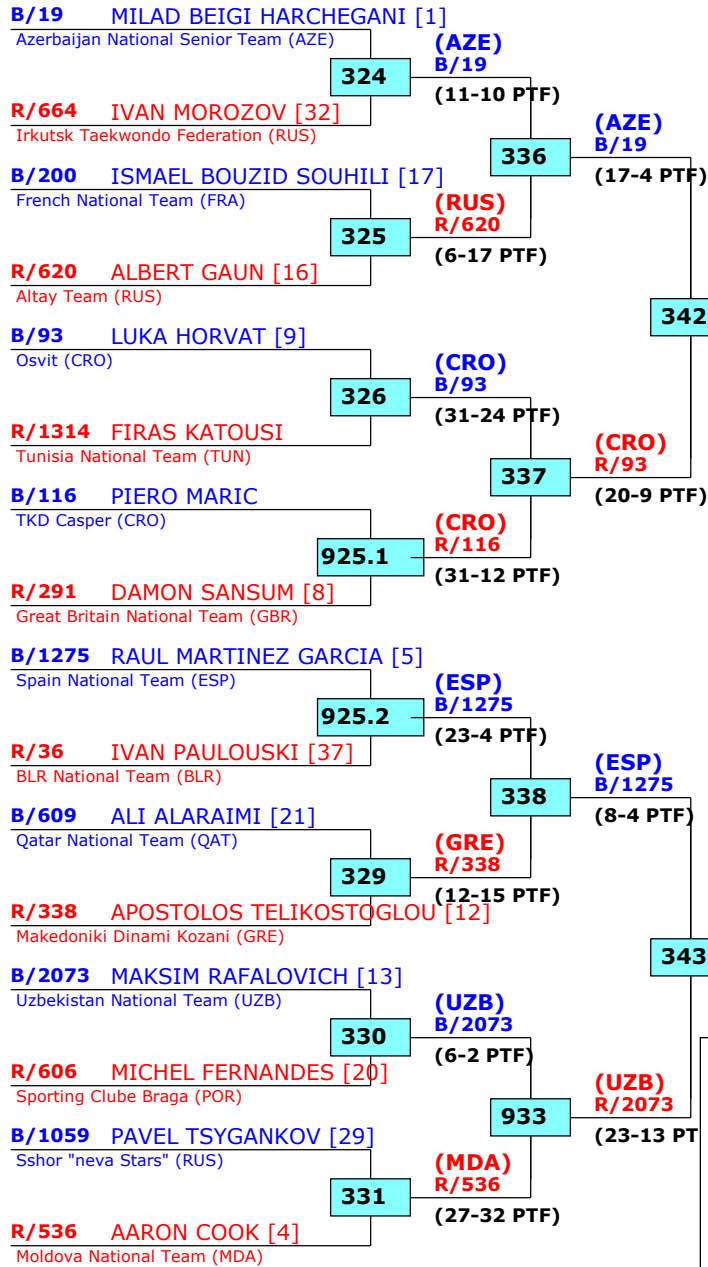 B/19 MILAD BEIGI HARCHEGANI [1]
Azerbaijan National Senior Team (AZE)
324
(AZE)
B/19
(11-10 PTF)
R/664 IVAN MOROZOV [32]
Irkutsk Taekwondo Federation (RUS)
336
(AZE)
B/19
(17-4 PTF)
B/200 ISMAEL BOUZID SOUHILI [17]
French National Team (FRA)
325
(RUS)
R/620
(6-17 PTF)
R/620 ALBERT GAUN [16]
Altay Team (RUS)
342
B/93 LUKA HORVAT [9]
Osvit (CRO)
326
(CRO)
B/93
(31-24 PTF)
R/1314 FIRAS KATOUSI
Tunisia National Team (TUN)
337
(CRO)
R/93
(20-9 PTF)
B/116 PIERO MARIC
TKD Casper (CRO)
925.1
(CRO)
R/116
(31-12 PTF)
R/291 DAMON SANSUM [8]
Great Britain National Team (GBR)
B/1275 RAUL MARTINEZ GARCIA [5]
Spain National Team (ESP)
925.2
(ESP)
B/1275
(23-4 PTF)
R/36 IVAN PAULOUSKI [37]
BLR National Team (BLR)
338
(ESP)
B/1275
(8-4 PTF)
B/609 ALI ALARAIMI [21]
Qatar National Team (QAT)
329
(GRE)
R/338
(12-15 PTF)
R/338 APOSTOLOS TELIKOSTOGLOU [12]
Makedoniki Dinami Kozani (GRE)
343
B/2073 MAKSIM RAFALOVICH [13]
Uzbekistan National Team (UZB)
330
(UZB)
B/2073
(6-2 PTF)
R/606 MICHEL FERNANDES [20]
Sporting Clube Braga (POR)
933
(UZB)
R/2073
(23-13 PT
B/1059 PAVEL TSYGANKOV [29]
Sshor "neva Stars" (RUS)
331
(MDA)
R/536
(27-32 PTF)
R/536 AARON COOK [4]
Moldova National Team (MDA)